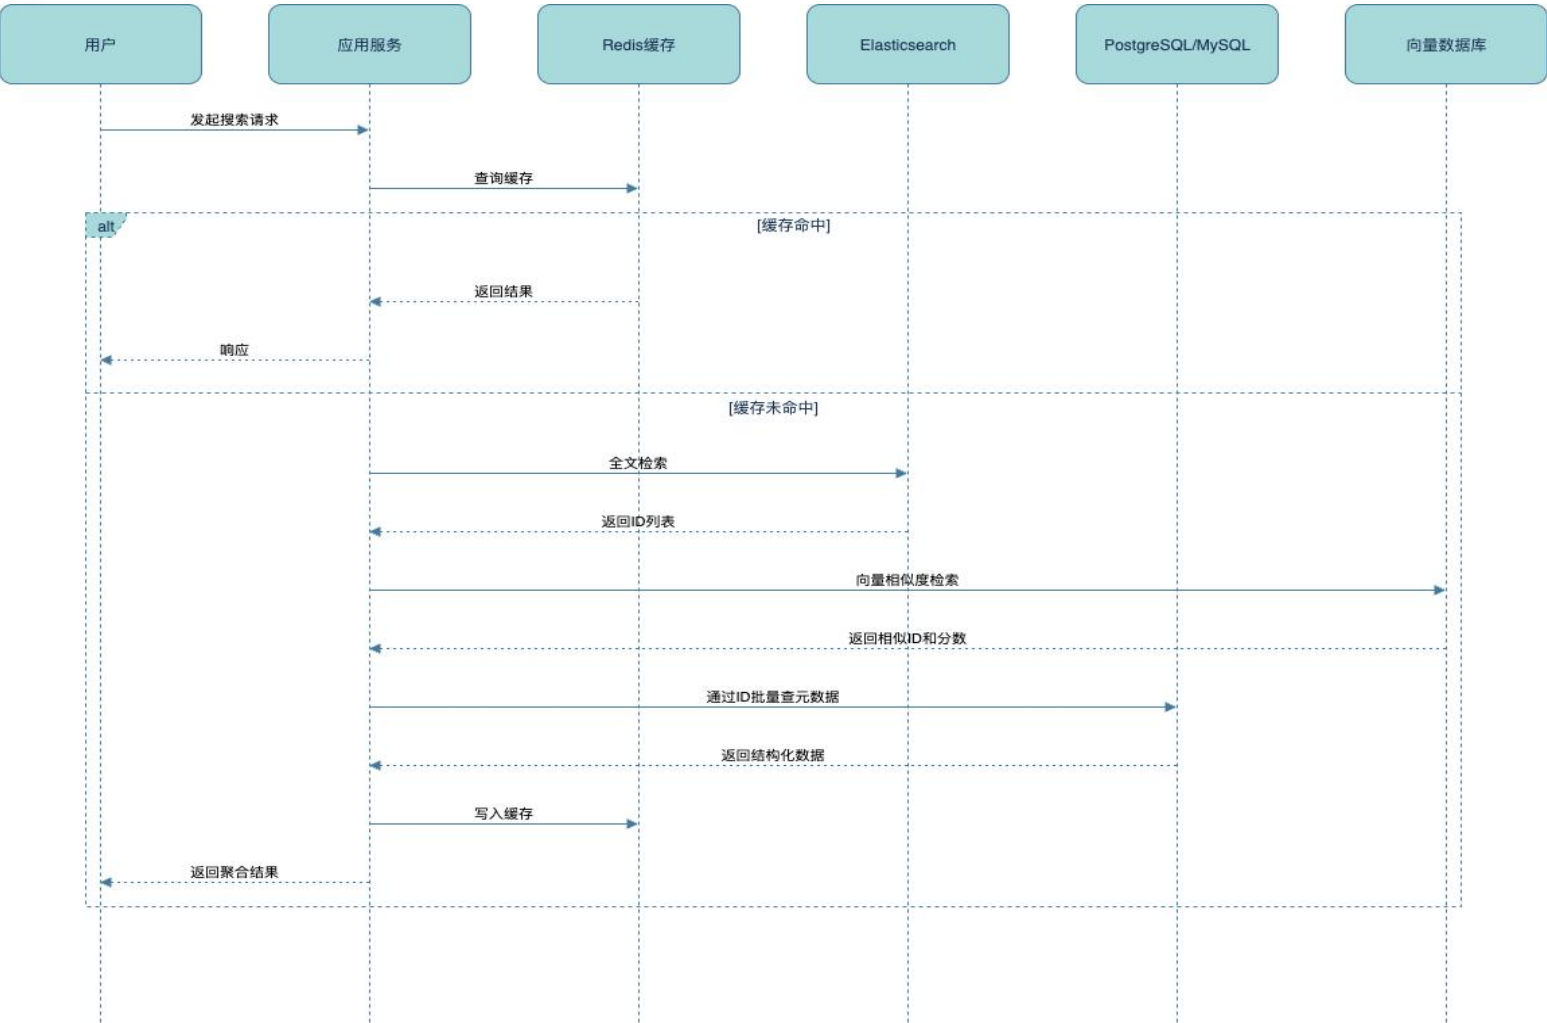 用户
应用服务
Redis缓存
Elasticsearch
PostgreSQL/MySQL
向量数据库
发起搜索请求
查询缓存
alt
[缓存命中]
返回结果
响应
[缓存未命中]
全文检索
返回ID列表
向量相似度检索
返回相似ID和分数
通过ID批量查元数据
返回结构化数据
写入缓存
返回聚合结果